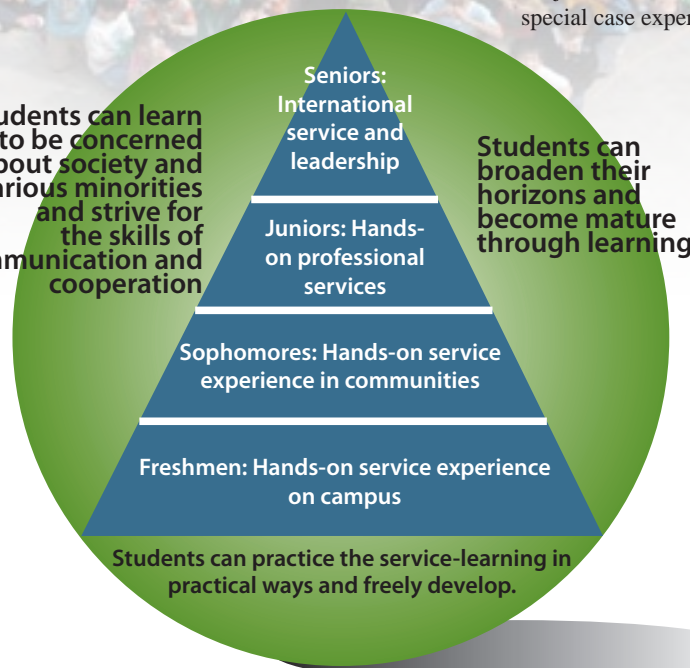 special case exper
Seniors:
International
service and
leadership
udents can learn
to be concerned
bout society and
arious minorities
and strive for
the skills of
mmunication and
cooperation
Students can
broaden their
horizons and
become mature
through learning
Juniors: Hands-
on professional
services
Sophomores: Hands-on service
experience in communities
Freshmen: Hands-on service experience
on campus
Students can practice the service-learning in
practical ways and freely develop.